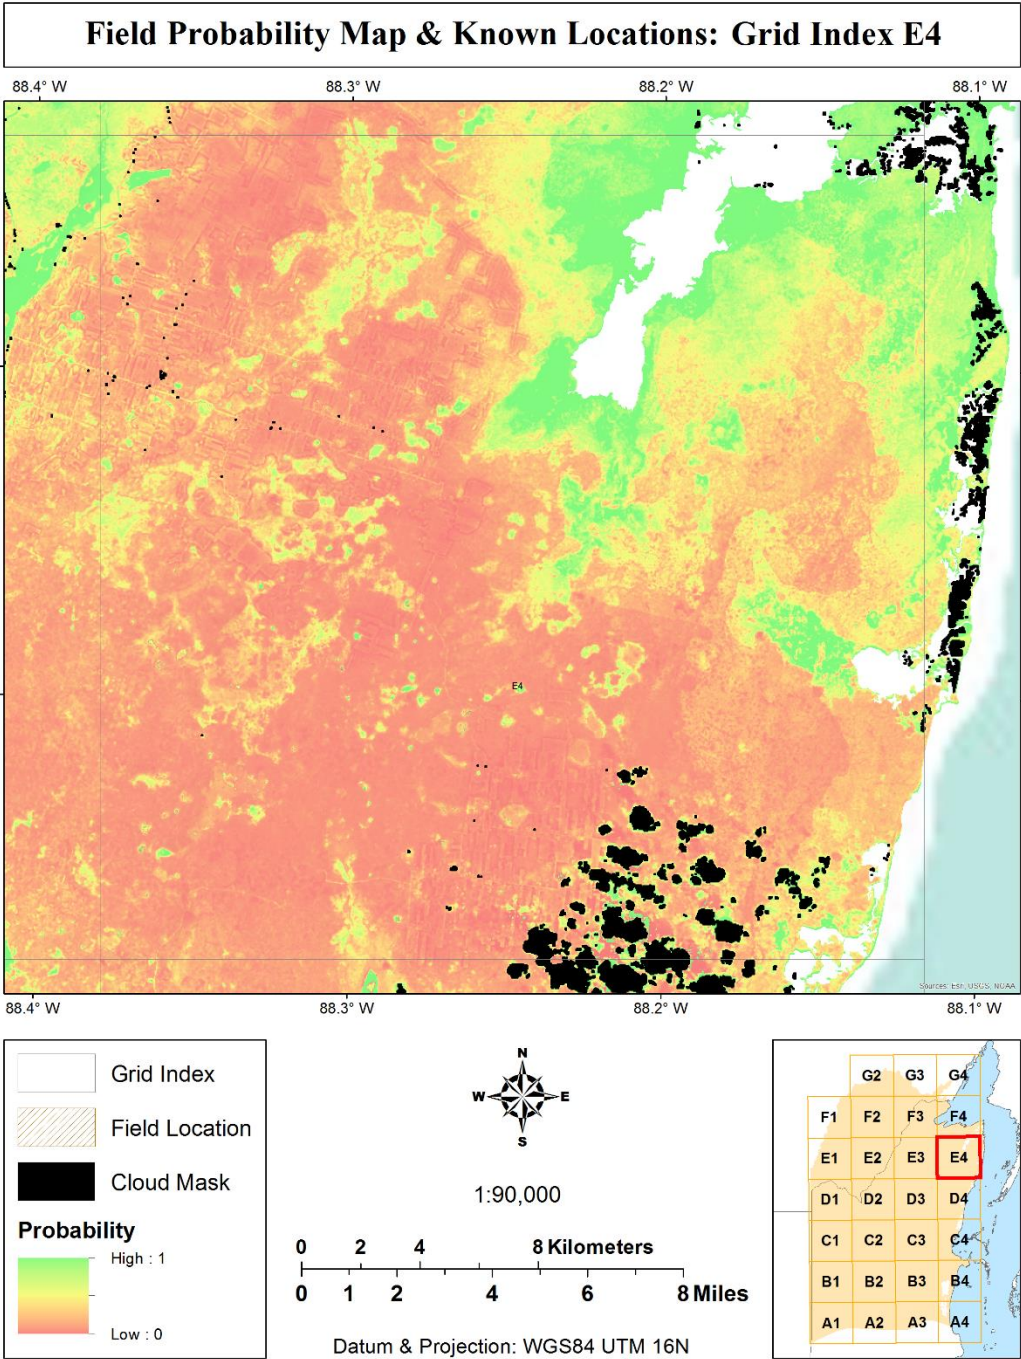 Field Probability Map & Known Locations: Grid Index E4
88.4° W 88.3° W 88.2° W 88.1° W
E4
Sources: Esri, USGS, NOAA
88.4° W 88.3° W 88.2° W 88.1° W
Grid Index
Field Location
Cloud Mask
Probability
High : 1
Low : 0
N
W E
S
1:90,000
0 2 4 8 Kilometers
0 1 2 4 6 8 Miles
Datum & Projection: WGS84 UTM 16N
G2 G3 G4
F1 F2 F3 F4
E1 E2 E3 E4
D1 D2 D3 D4
C1 C2 C3 C4
B1 B2 B3 B4
A1 A2 A3 A4